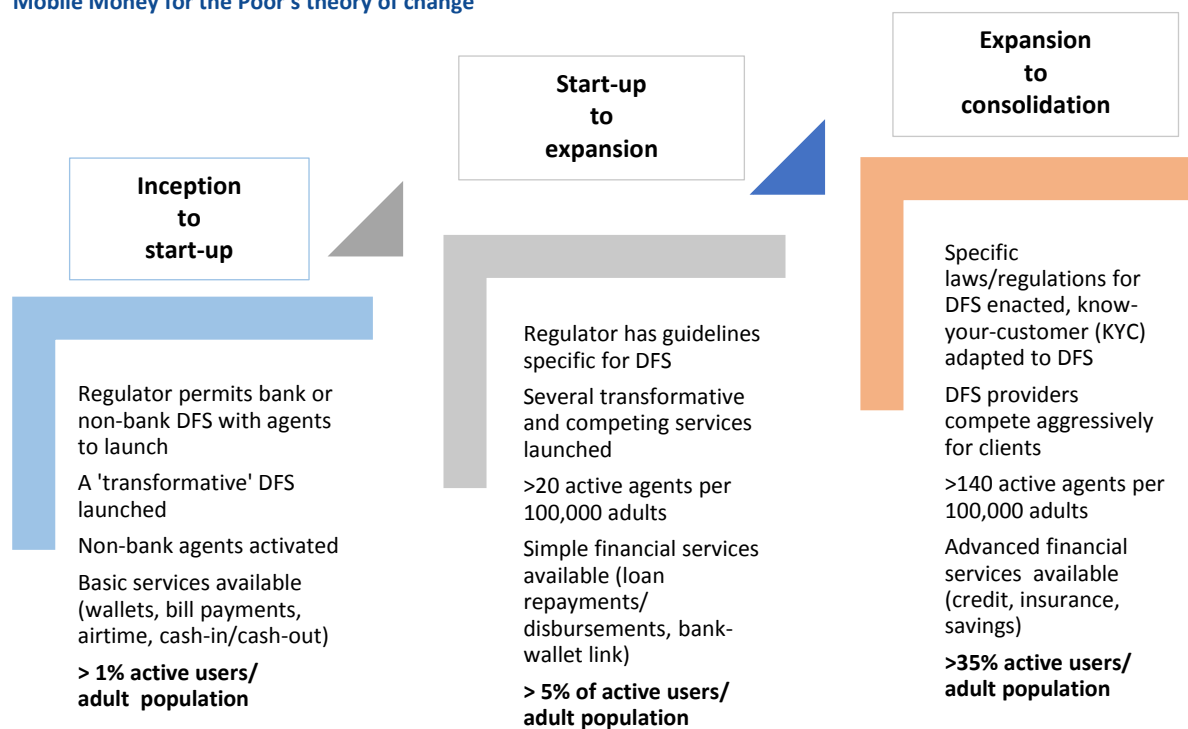 Mobile Money for the Poor's theory of change
Inception
to
start-up
Regulator permits bank or
non-bank DFS with agents
to launch
A 'transformative' DFS
launched
Non-bank agents activated
Basic services available
(wallets, bill payments,
airtime, cash-in/cash-out)
> 1% active users/
adult population
Start-up
to
expansion
Regulator has guidelines
specific for DFS
Several transformative
and competing services
launched
>20 active agents per
100,000 adults
Simple financial services
available (loan
repayments/
disbursements, bank-
wallet link)
> 5% of active users/
adult population
Expansion
to
consolidation
Specific
laws/regulations for
DFS enacted, know-
your-customer (KYC)
adapted to DFS
DFS providers
compete aggressively
for clients
>140 active agents per
100,000 adults
Advanced financial
services available
(credit, insurance,
savings)
>35% active users/
adult population